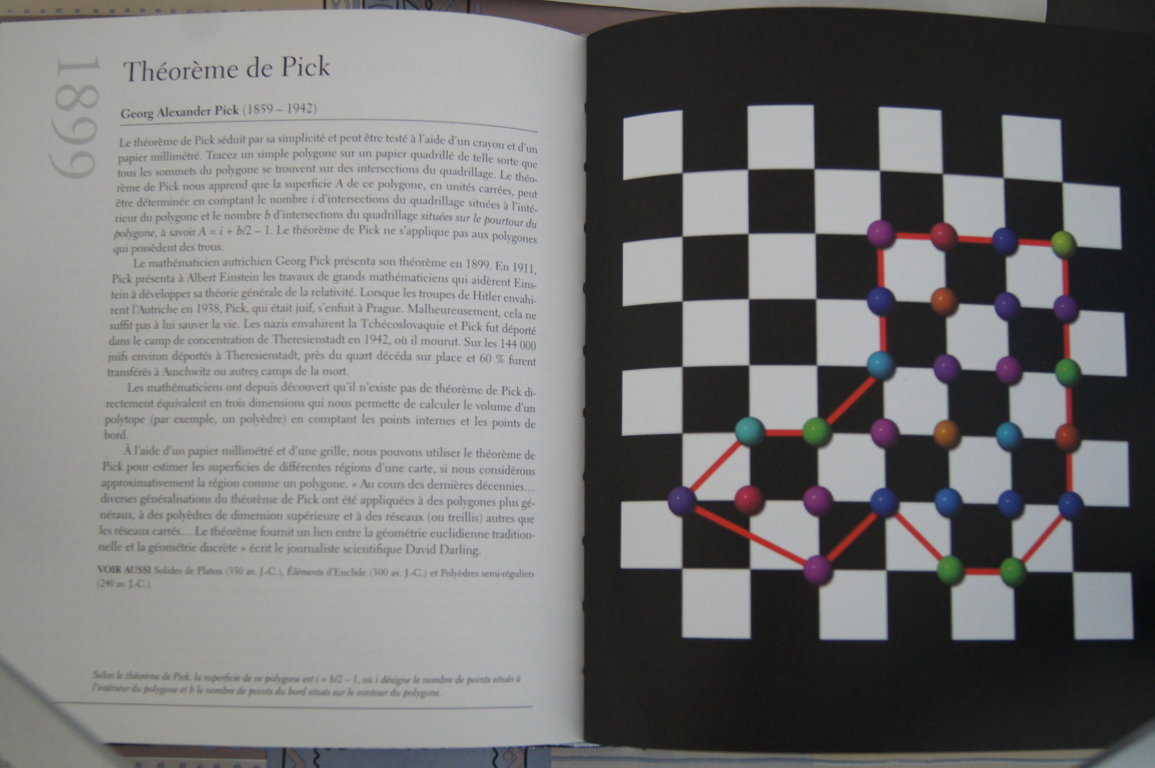 1899
Théorème de Pick
Georg Alexander Pick (1859 – 1942)
Le théorème de Pick séduit par sa simplicité et peut être testé à l'aide d'un crayon et d'un
papier millimétré. Tracez un simple polygone sur un papier quadrillé de telle sorte que
tous les sommets du polygone se trouvent sur des intersections du quadrillage. Le théo-
rème de Pick nous apprend que la superficie A de ce polygone, en unités carrées, peut
être déterminée en comptant le nombre i d'intersections du quadrillage situées à l'inté-
rieur du polygone et le nombre b d'intersections du quadrillage situées sur le pourtour du
polygone, à savoir A = i + b/2 – 1. Le théorème de Pick ne s'applique pas aux polygones
qui possèdent des trous.
Le mathématicien autrichien Georg Pick présenta son théorème en 1899. En 1911,
Pick présenta à Albert Einstein les travaux de grands mathématiciens qui aidèrent Eins-
tein à développer sa théorie générale de la relativité. Lorsque les troupes de Hitler envahi-
rent l'Autriche en 1938, Pick, qui était juif, s'enfuit à Prague. Malheureusement, cela ne
suffit pas à lui sauver la vie. Les nazis envahirent la Tchécoslovaquie et Pick fut déporté
dans le camp de concentration de Theresienstadt en 1942, où il mourut. Sur les 144 000
juifs environ déportés à Theresienstadt, près du quart décéda sur place et 60 % furent
transférés à Auschwitz ou autres camps de la mort.
Les mathématiciens ont depuis découvert qu'il n'existe pas de théorème de Pick di-
rectement équivalent en trois dimensions qui nous permette de calculer le volume d'un
polytope (par exemple, un polyèdre) en comptant les points internes et les points de
bord.
À l'aide d'un papier millimétré et d'une grille, nous pouvons utiliser le théorème de
Pick pour estimer les superficies de différentes régions d'une carte, si nous considérons
approximativement la région comme un polygone. « Au cours des dernières décennies…
diverses généralisations du théorème de Pick ont été appliquées à des polygones plus gé-
néraux, à des polyèdres de dimension supérieure et à des réseaux (ou treillis) autres que
les réseaux carrés… Le théorème fournit un lien entre la géométrie euclidienne tradition-
nelle et la géométrie discrète » écrit le journaliste scientifique David Darling.
VOIR AUSSI Solides de Platon (350 av. J.-C.), Éléments d'Euclide (300 av. J.-C.) et Polyèdres semi-régulien
(240 av. J.-C.).
Selon le théorème de Pick, la superficie de ce polygone est i + b/2 – 1, où i désigne le nombre de points situés à
l'intérieur du polygone et b le nombre de points du bord situés sur le contour du polygone.